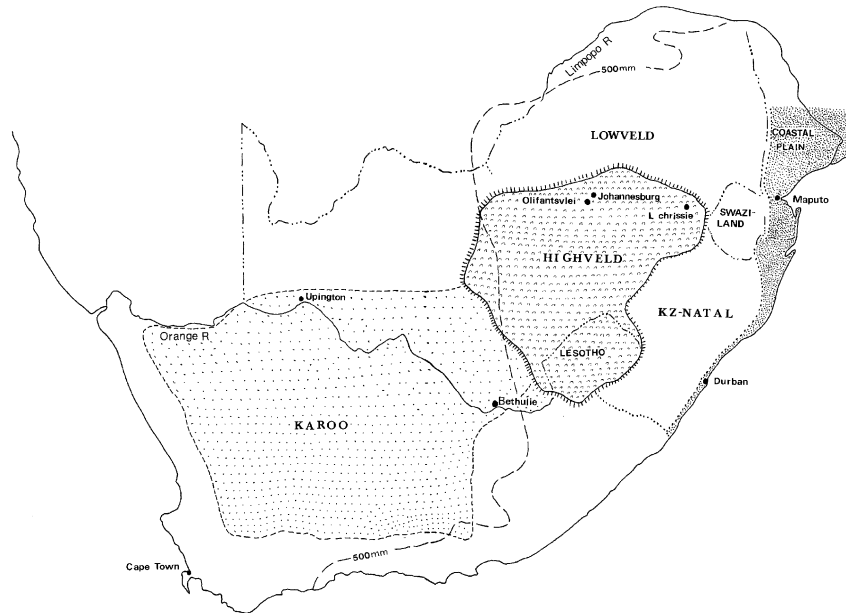 Limpopo R
500mm
LOWVELD
COASTAL
PLAIN
Johannesburg
Olifantsvlei
L chrissie
SWAZI-
LAND
Maputo
HIGHVELD
Upington
KZ-NATAL
Orange R
LESOTHO
Durban
Bethulie
KAROO
500mm
Cape Town